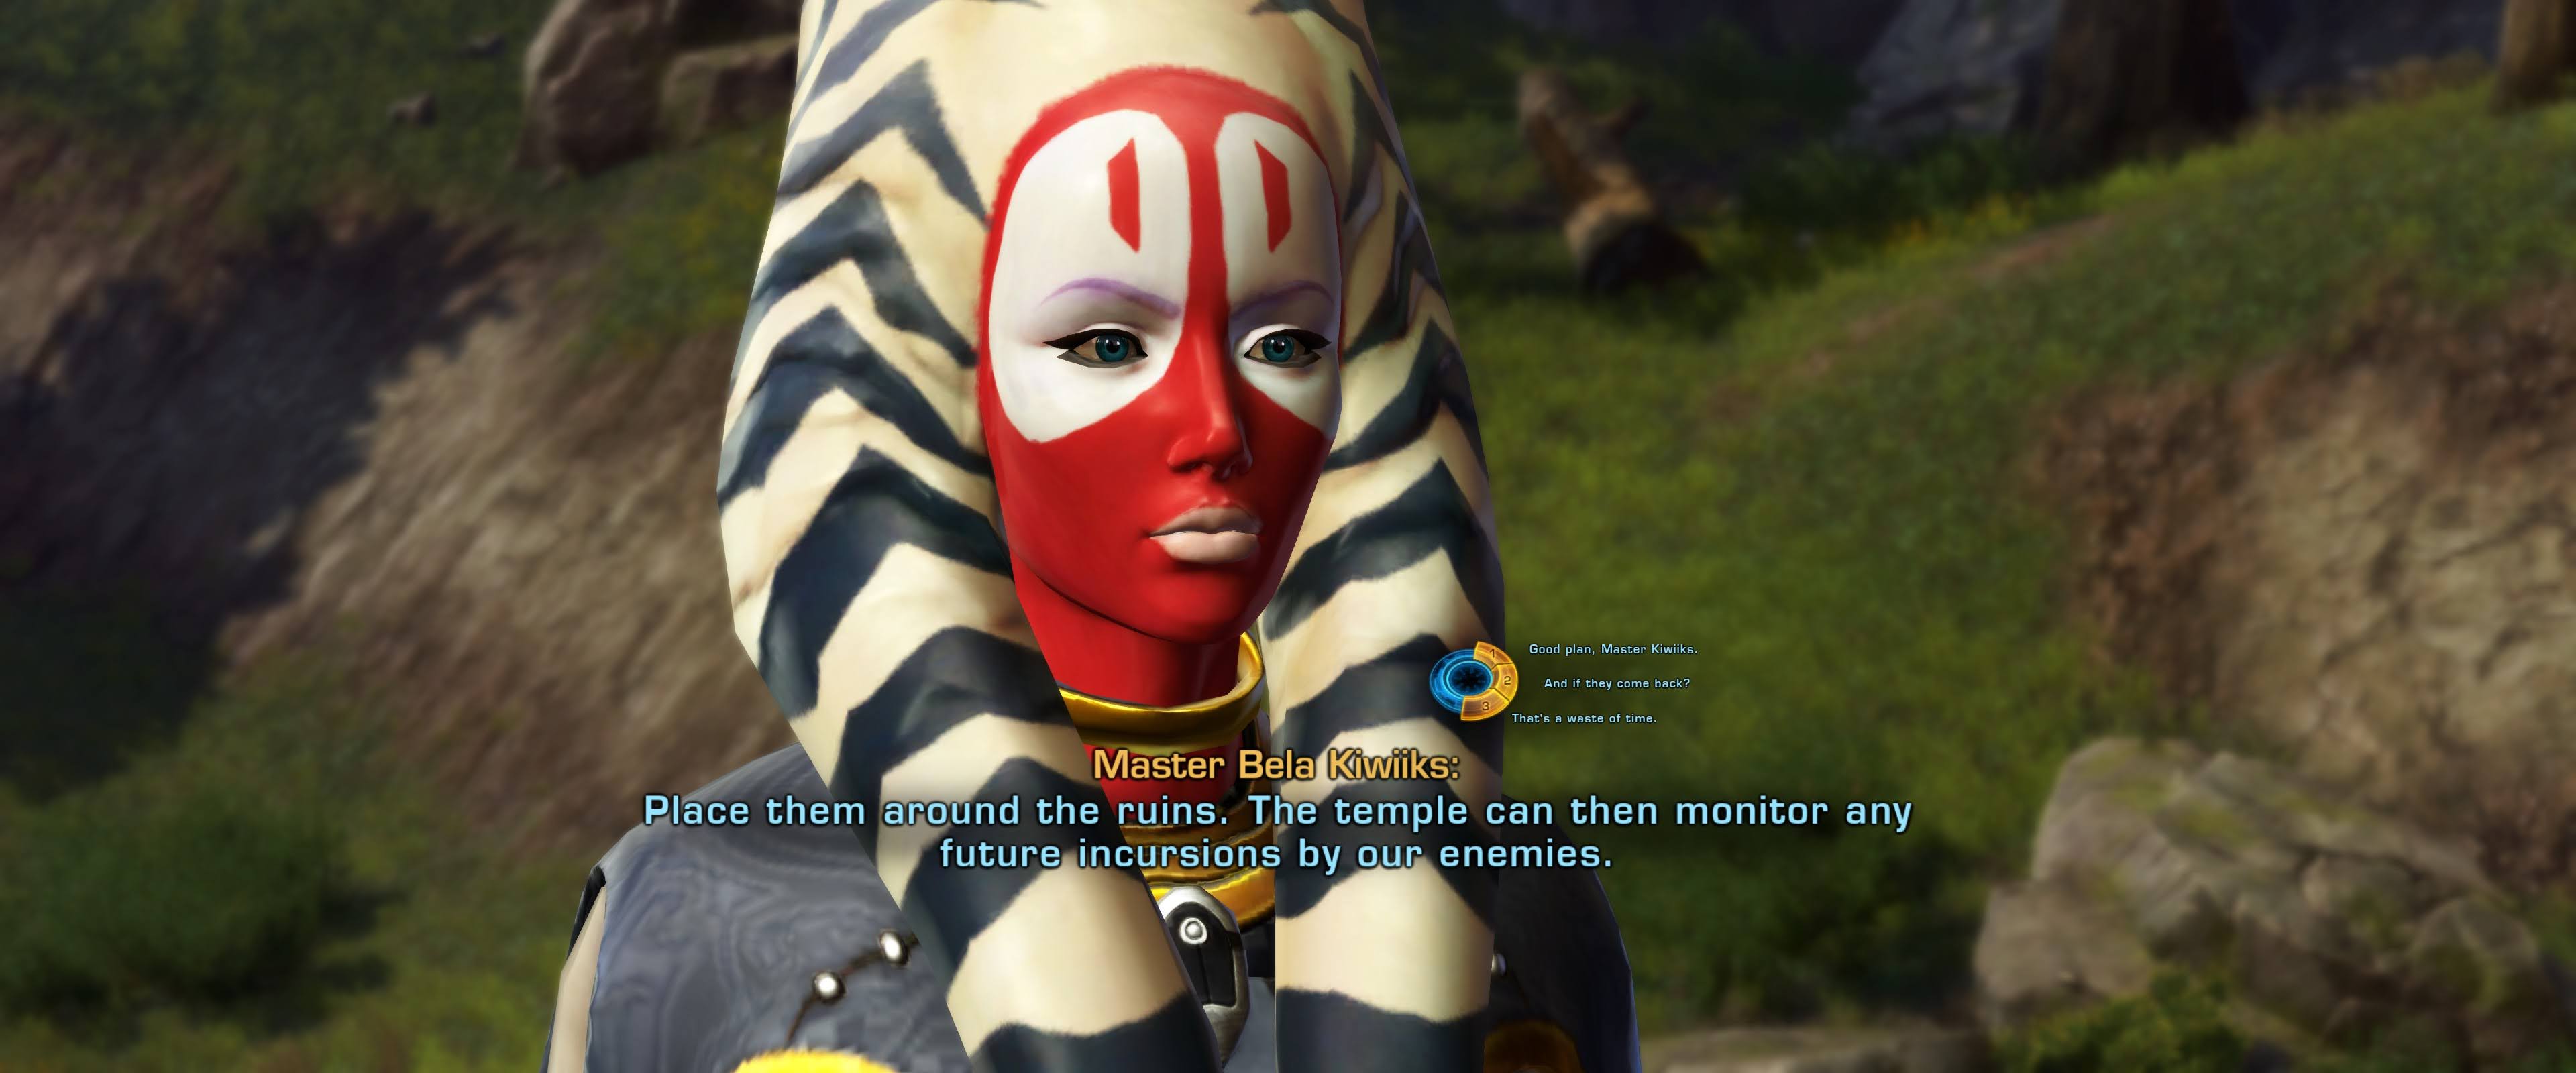 1 Good plan, Master Kiwiiks.
2 And if they come back?
3 That's a waste of time.
Master Bela Kiwiiks:
Place them around the ruins. The temple can then monitor any
future incursions by our enemies.